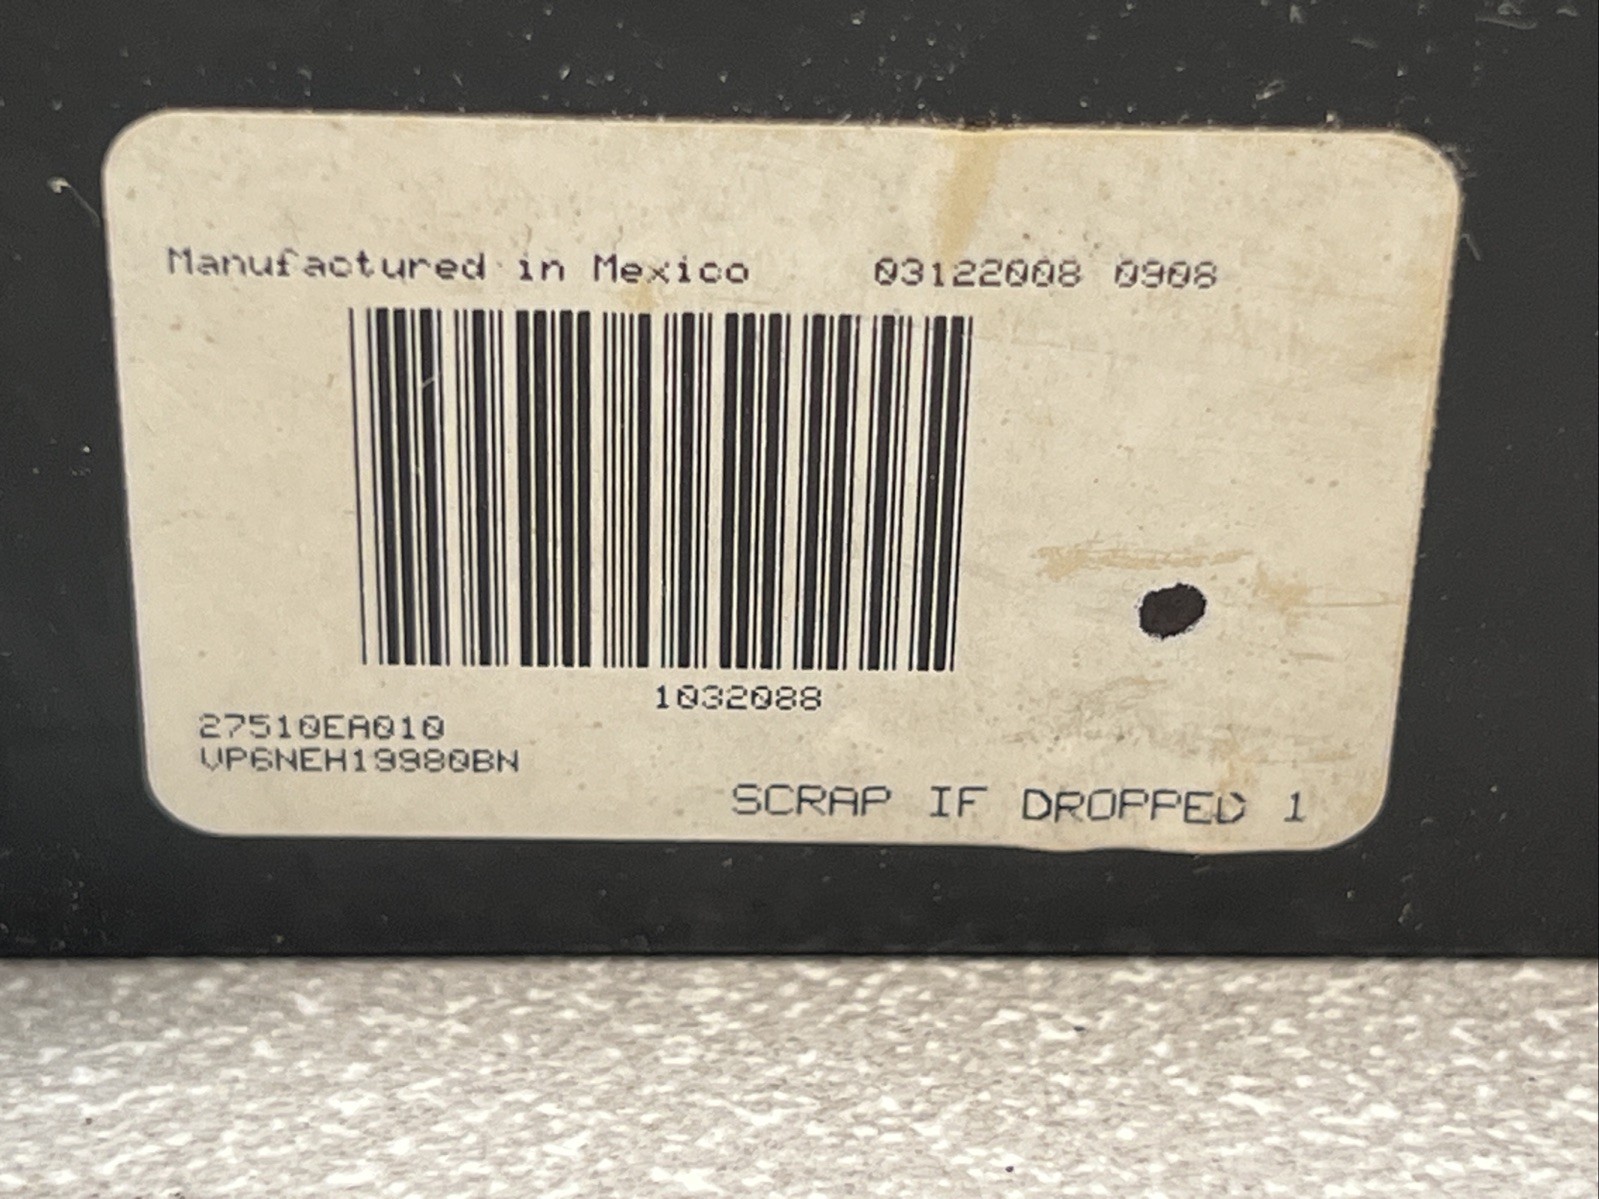 Manufactured in Mexico 03122008 0908
1032088
27510EA010
VP6NEH19980BN
SCRAP IF DROPPED 1